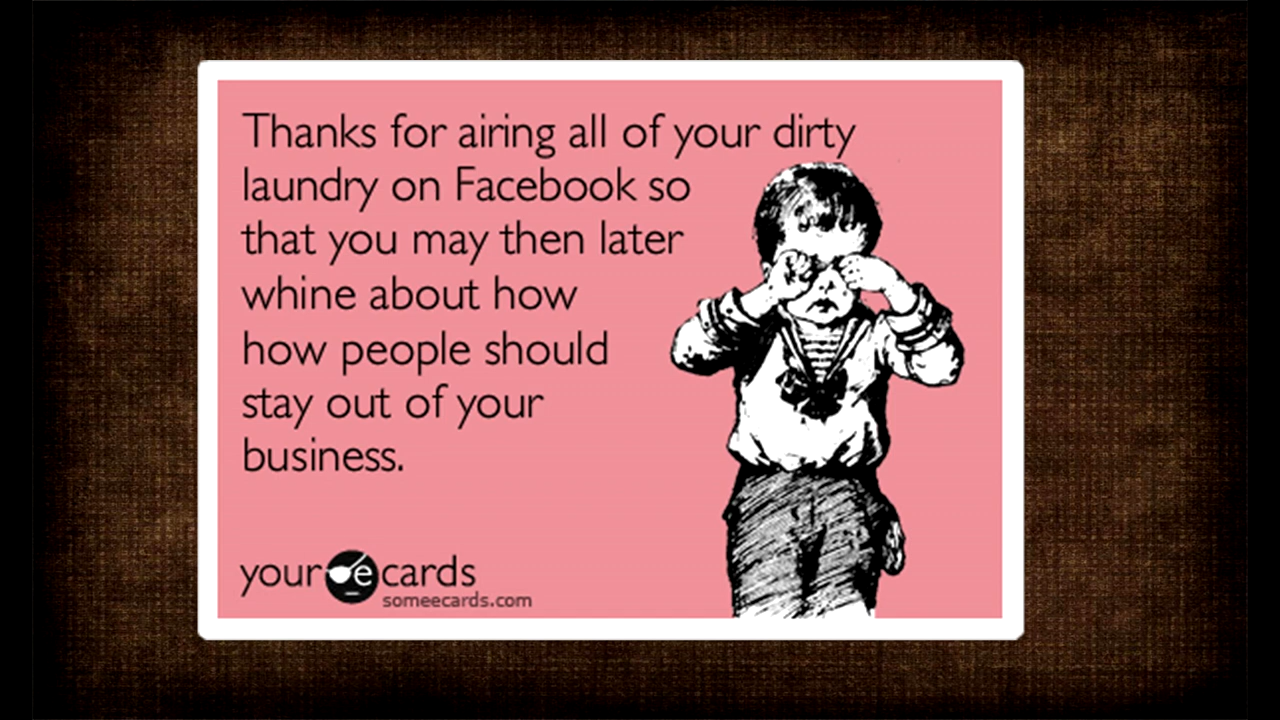 Thanks for airing all of your dirty
laundry on Facebook so
that you may then later
whine about how
how people should
stay out of your
business.
your e cards
someecards.com